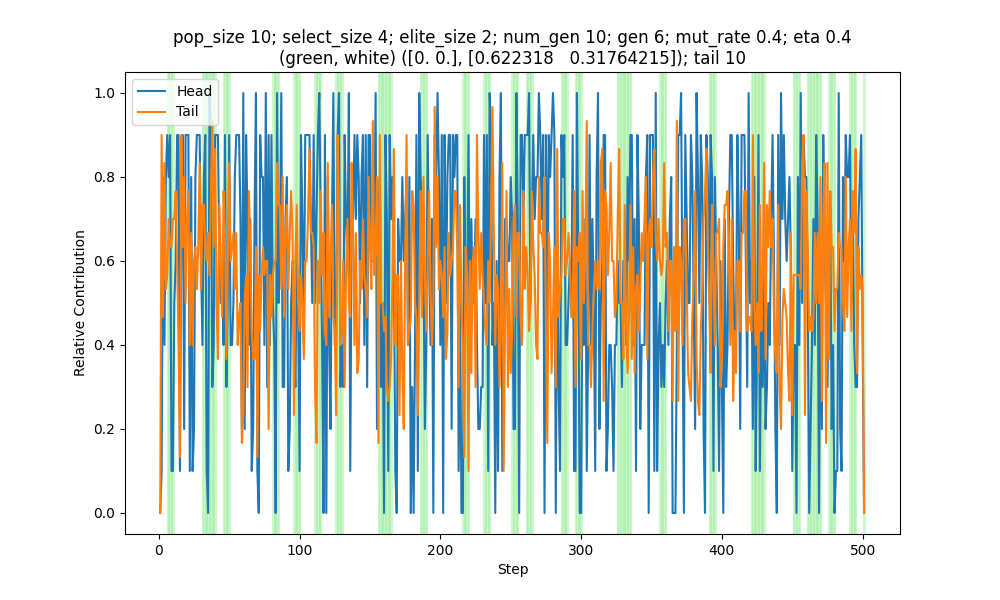 pop_size 10; select_size 4; elite_size 2; num_gen 10; gen 6; mut_rate 0.4; eta 0.4
(green, white) ([0. 0.], [0.622318   0.31764215]); tail 10
Head
Tail
1.0
0.8
0.6
0.4
0.2
0.0
Relative Contribution
0 100 200 300 400 500
Step